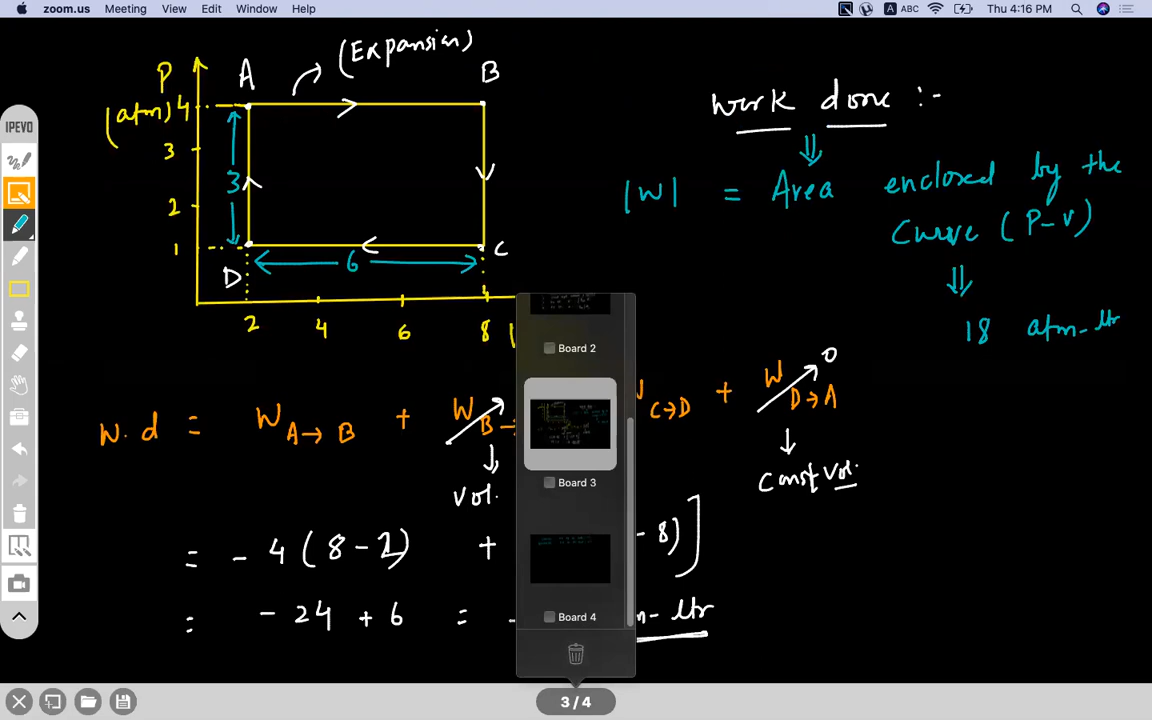 zoom.us Meeting View Edit Window Help ABC Thu 4:16 PM
IPEVO
(Expansion)
P A B
(atm) 4
3
2
1
3
6
D C
2 4 6 8
work done :-
|W| = Area enclosed by the
Curve (P-V)
18 atm-ltr
W.d = W A→B + W B→ C→D + W D→A 0
Vol.
Const Vol.
= - 4 (8-2) + - 8)]
= - 24 + 6 = - - ltr
Board 2
Board 3
Board 4
3 / 4